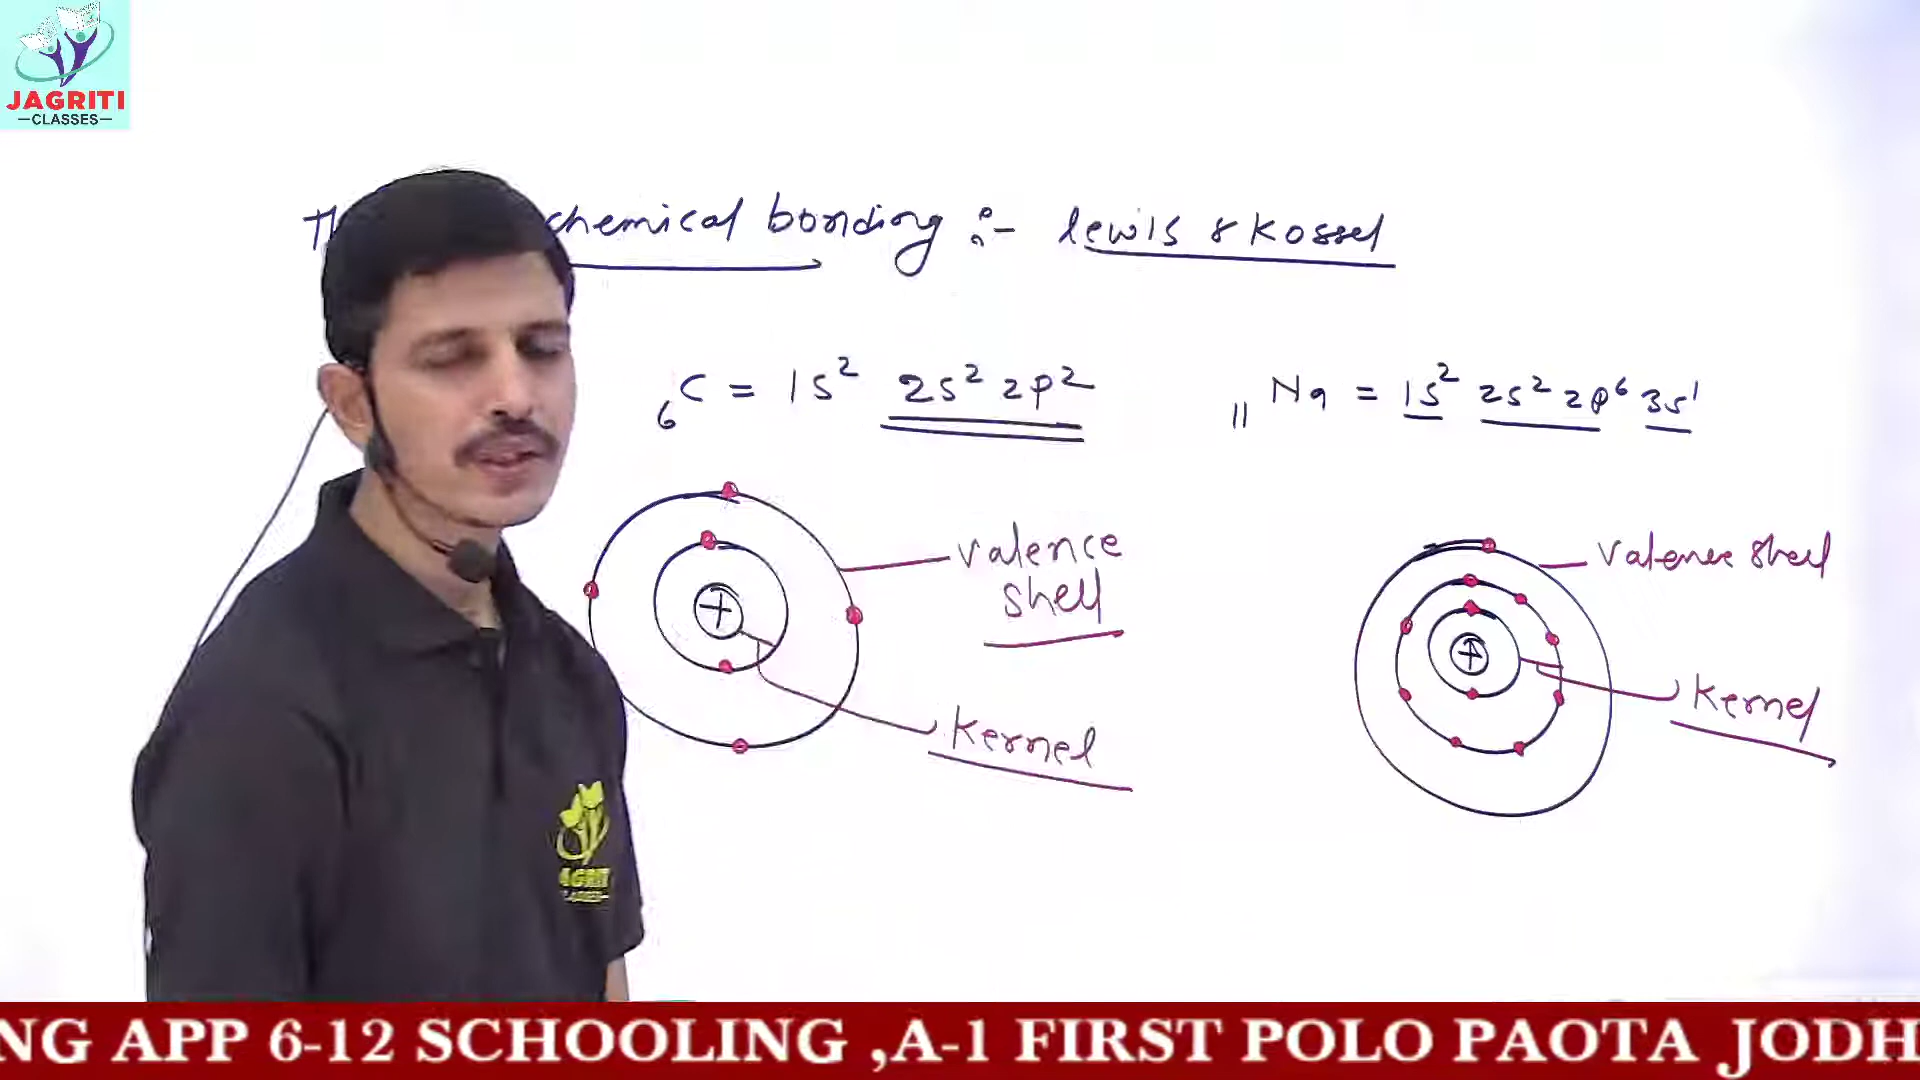 JAGRITI
—CLASSES—
chemical bonding :- lewis & Kossel
₆C = 1s² 2s² 2p²
₁₁Na = 1s² 2s² 2p⁶ 3s¹
valence
shell
Kernel
+
valence shell
Kernel
+
NG APP 6-12 SCHOOLING ,A-1 FIRST POLO PAOTA JODH